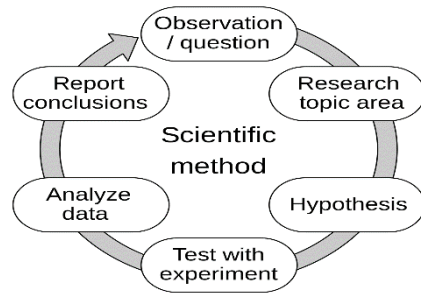 Observation
/ question
Research
topic area
Hypothesis
Test with
experiment
Analyze
data
Report
conclusions
Scientific
method